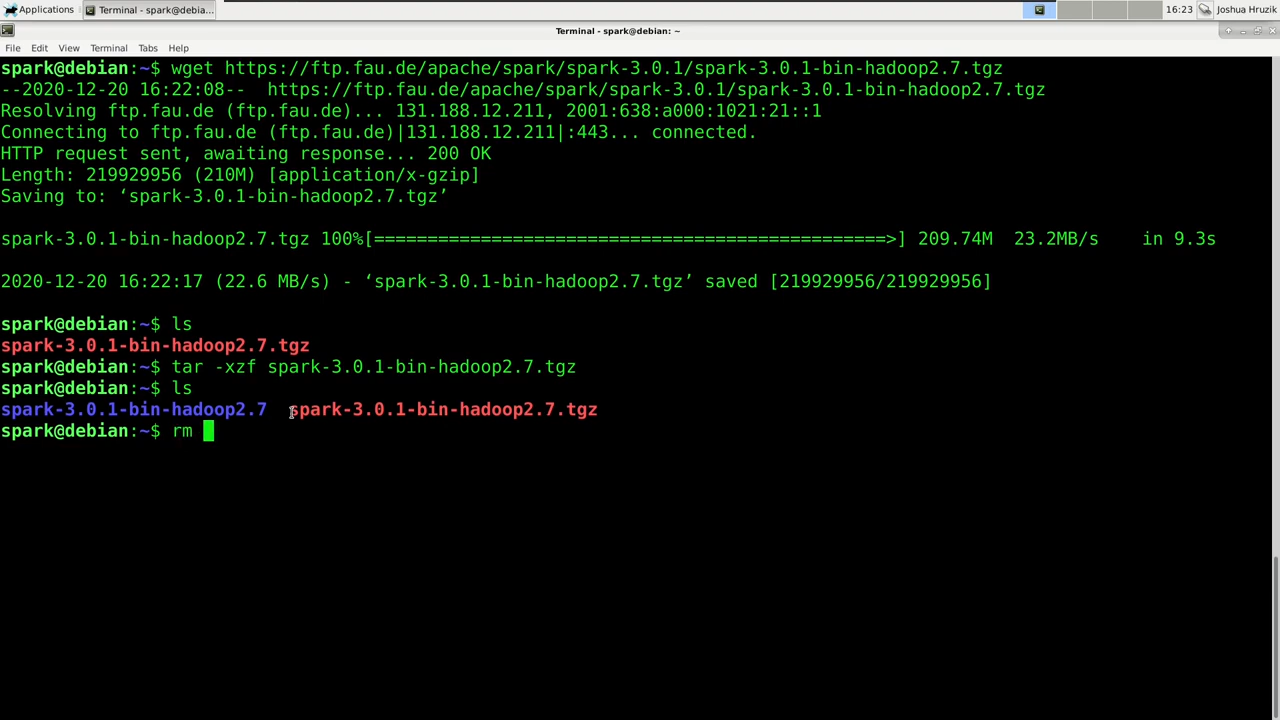 Applications
Terminal - spark@debia...
16:23
Joshua Hruzik
Terminal - spark@debian: ~
File Edit View Terminal Tabs Help
spark@debian:~$ wget https://ftp.fau.de/apache/spark/spark-3.0.1/spark-3.0.1-bin-hadoop2.7.tgz
--2020-12-20 16:22:08--  https://ftp.fau.de/apache/spark/spark-3.0.1/spark-3.0.1-bin-hadoop2.7.tgz
Resolving ftp.fau.de (ftp.fau.de)... 131.188.12.211, 2001:638:a000:1021:21::1
Connecting to ftp.fau.de (ftp.fau.de)|131.188.12.211|:443... connected.
HTTP request sent, awaiting response... 200 OK
Length: 219929956 (210M) [application/x-gzip]
Saving to: ‘spark-3.0.1-bin-hadoop2.7.tgz’
spark-3.0.1-bin-hadoop2.7.tgz 100%[================================================>] 209.74M  23.2MB/s    in 9.3s
2020-12-20 16:22:17 (22.6 MB/s) - ‘spark-3.0.1-bin-hadoop2.7.tgz’ saved [219929956/219929956]
spark@debian:~$ ls
spark-3.0.1-bin-hadoop2.7.tgz
spark@debian:~$ tar -xzf spark-3.0.1-bin-hadoop2.7.tgz
spark@debian:~$ ls
spark-3.0.1-bin-hadoop2.7  spark-3.0.1-bin-hadoop2.7.tgz
spark@debian:~$ rm